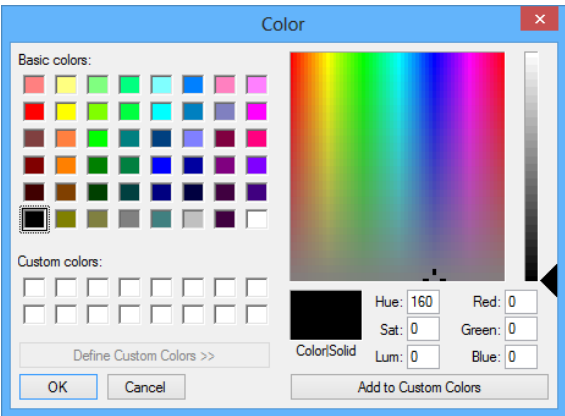 Color
Basic colors:
Custom colors:
Define Custom Colors >>
OK Cancel
Color|Solid
Hue: 160 Red: 0
Sat: 0 Green: 0
Lum: 0 Blue: 0
Add to Custom Colors